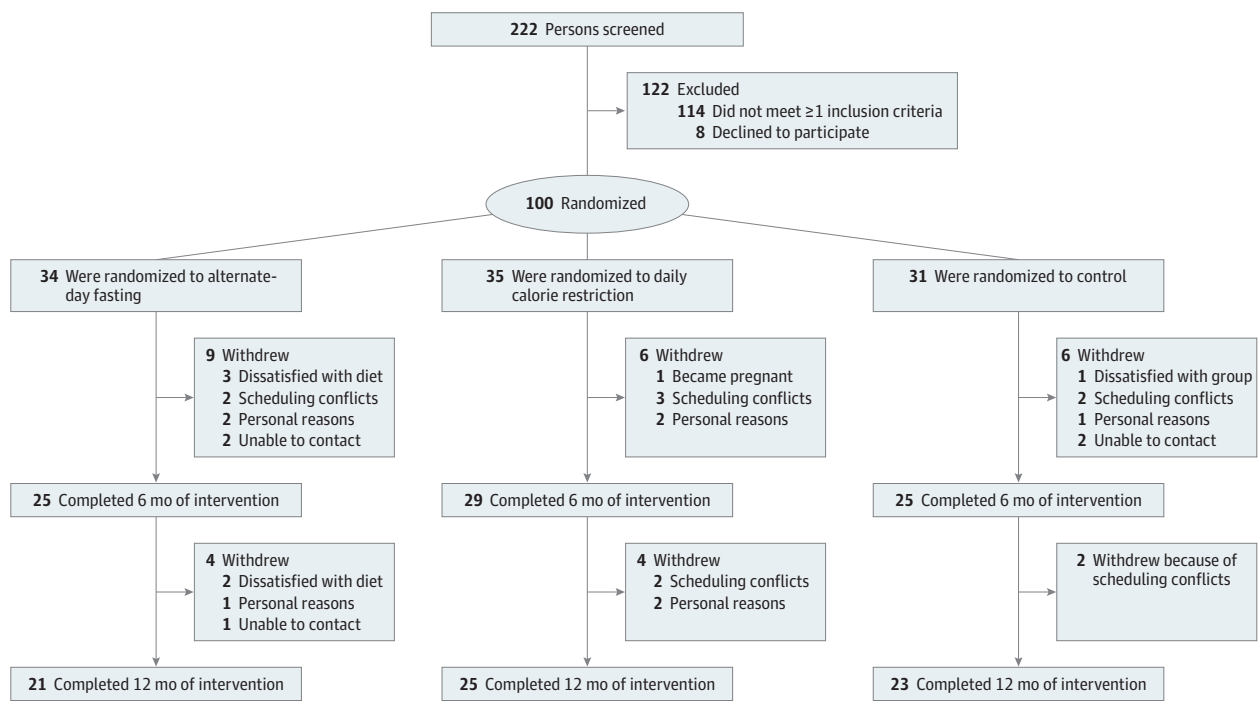 222 Persons screened
122 Excluded
114 Did not meet ≥1 inclusion criteria
8 Declined to participate
100 Randomized
34 Were randomized to alternate-
day fasting
35 Were randomized to daily
calorie restriction
31 Were randomized to control
9 Withdrew
3 Dissatisfied with diet
2 Scheduling conflicts
2 Personal reasons
2 Unable to contact
6 Withdrew
1 Became pregnant
3 Scheduling conflicts
2 Personal reasons
6 Withdrew
1 Dissatisfied with group
2 Scheduling conflicts
1 Personal reasons
2 Unable to contact
25 Completed 6 mo of intervention
29 Completed 6 mo of intervention
25 Completed 6 mo of intervention
4 Withdrew
2 Dissatisfied with diet
1 Personal reasons
1 Unable to contact
4 Withdrew
2 Scheduling conflicts
2 Personal reasons
2 Withdrew because of
scheduling conflicts
21 Completed 12 mo of intervention
25 Completed 12 mo of intervention
23 Completed 12 mo of intervention